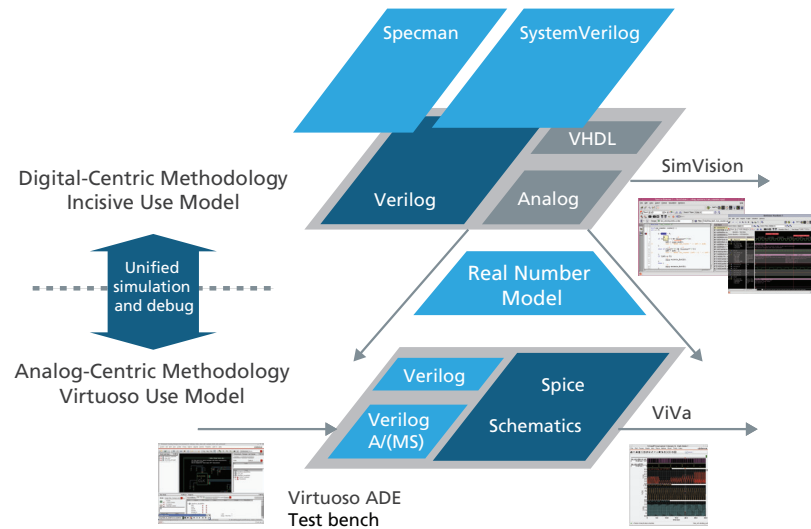 Specman
SystemVerilog
VHDL
Verilog
Analog
SimVision
Digital-Centric Methodology
Incisive Use Model
Unified
simulation
and debug
Real Number
Model
Analog-Centric Methodology
Virtuoso Use Model
Verilog
Spice
Verilog
A/(MS)
Schematics
ViVa
Virtuoso ADE
Test bench